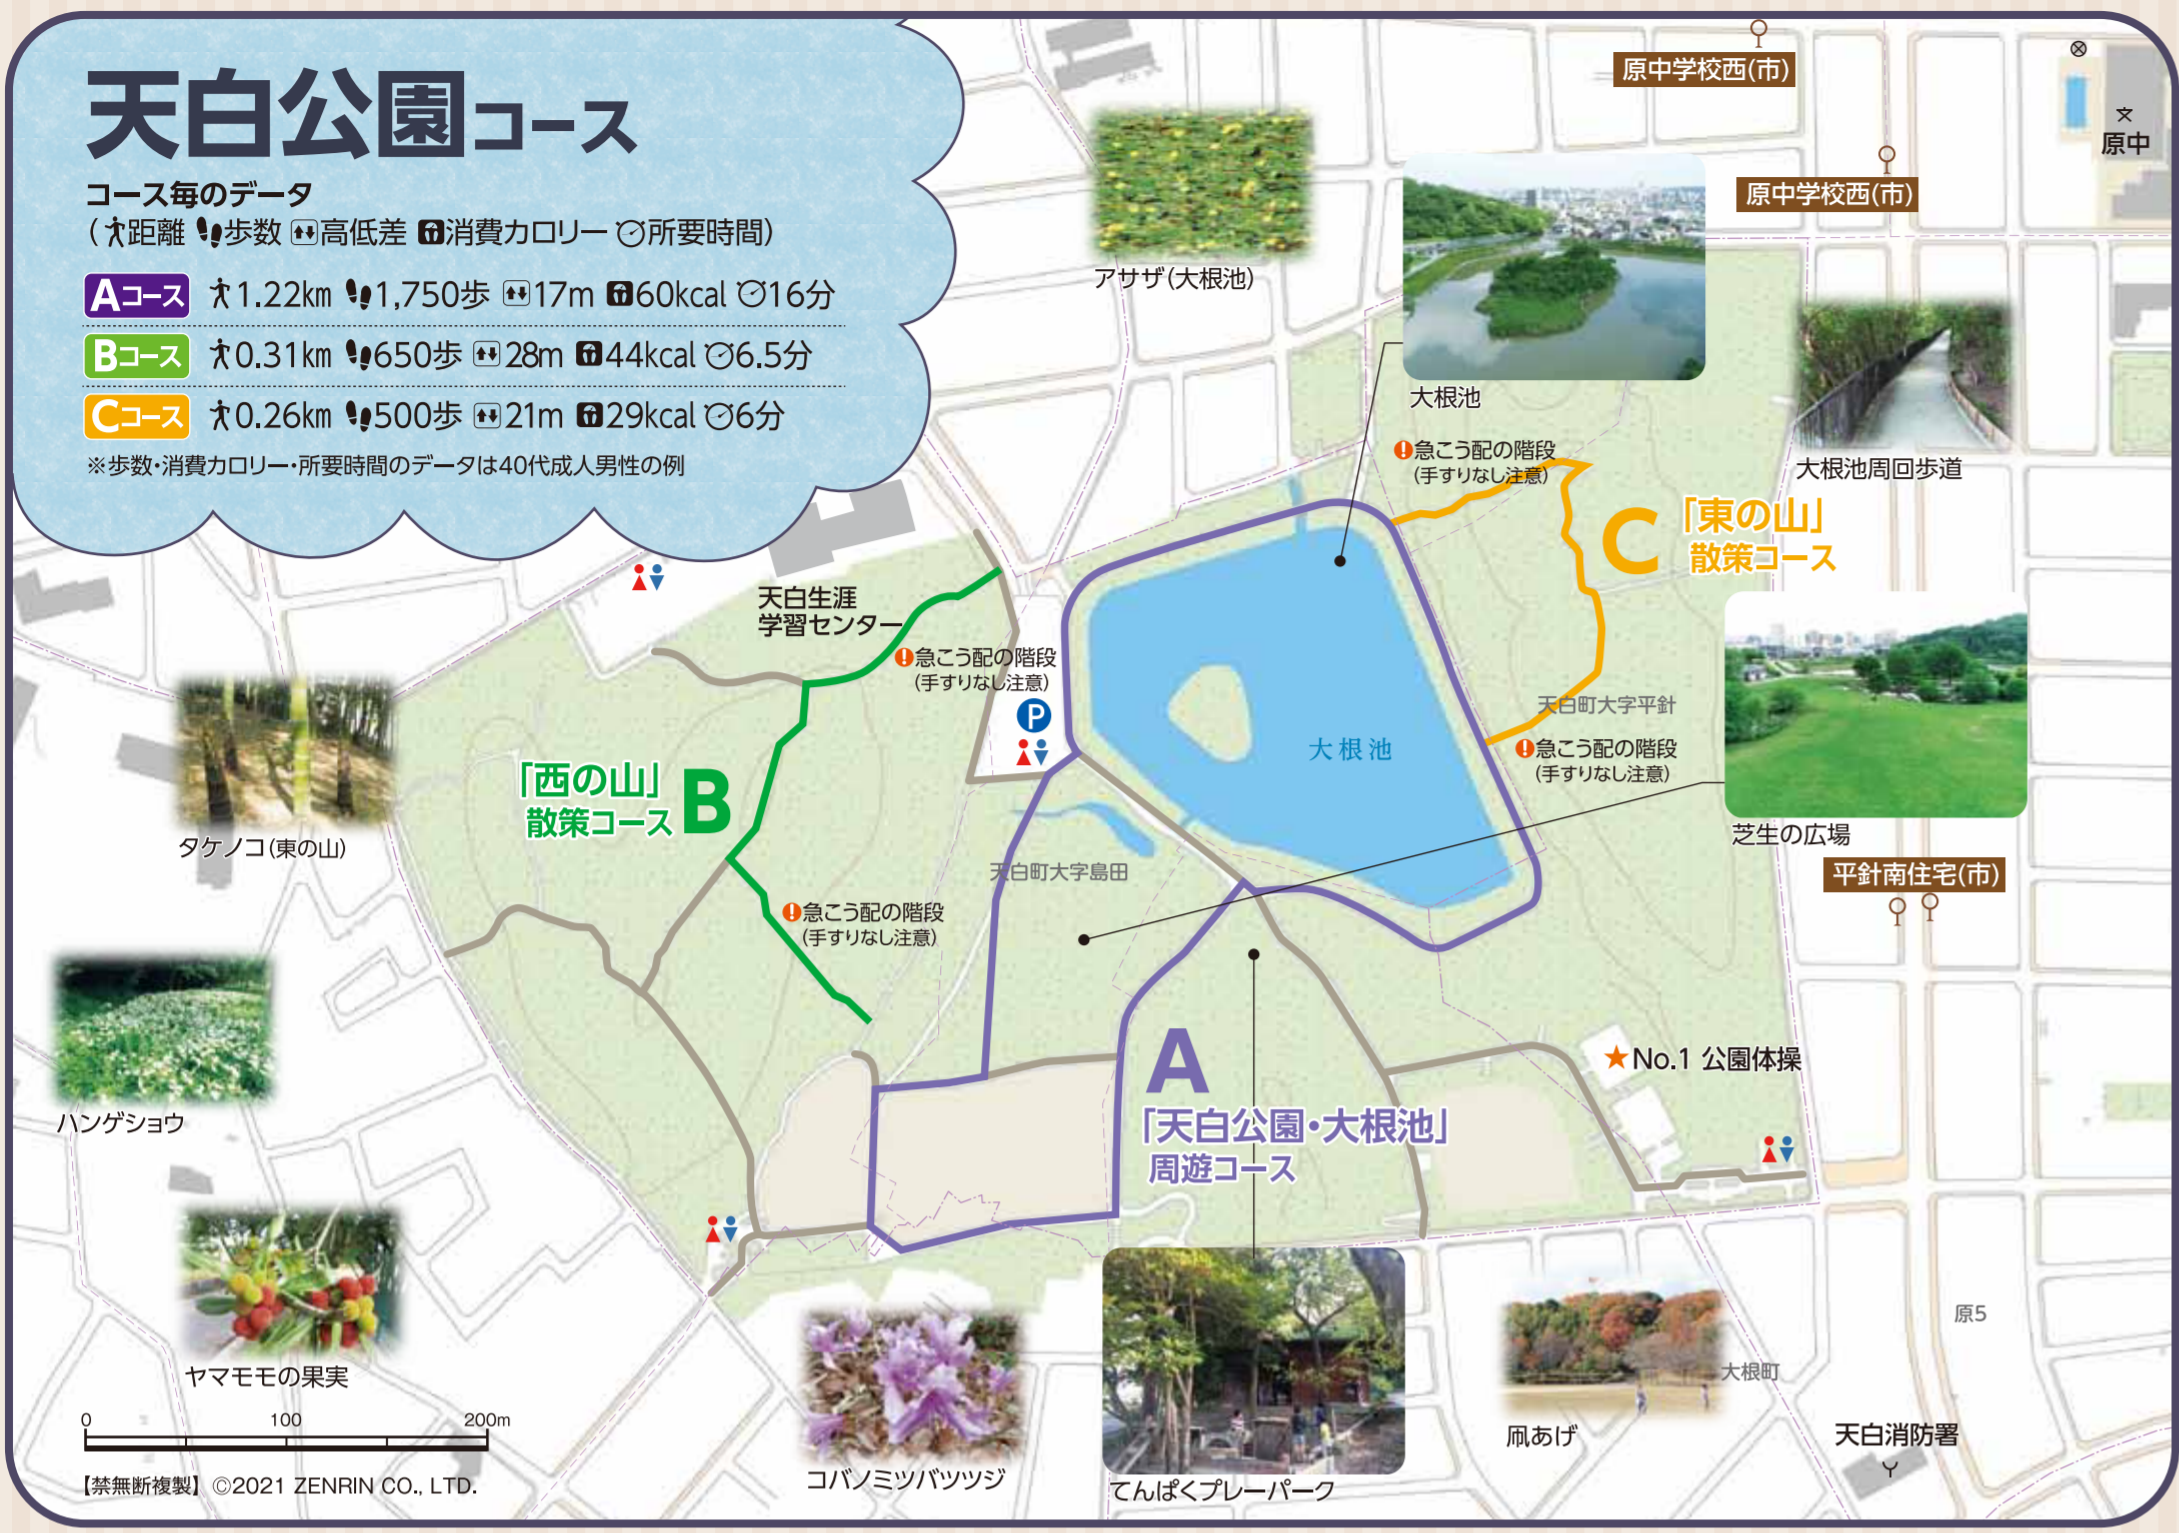 天白公園コース
コース毎のデータ
(距離 歩数 高低差 消費カロリー 所要時間)
Aコース 1.22km 1,750歩 17m 60kcal 16分
Bコース 0.31km 650歩 28m 44kcal 6.5分
Cコース 0.26km 500歩 21m 29kcal 6分
※歩数・消費カロリー・所要時間のデータは40代成人男性の例
原中学校西(市)
文
原中
原中学校西(市)
アサザ(大根池)
大根池
大根池周回歩道
!急こう配の階段
(手すりなし注意)
C
「東の山」
散策コース
天白生涯
学習センター
!急こう配の階段
(手すりなし注意)
P
天白町大字平針
!急こう配の階段
(手すりなし注意)
大根池
「西の山」
散策コース
B
タケノコ(東の山)
芝生の広場
平針南住宅(市)
天白町大字島田
!急こう配の階段
(手すりなし注意)
A
「天白公園・大根池」
周遊コース
★No.1 公園体操
ハンゲショウ
ヤマモモの果実
原5
大根町
凧あげ
天白消防署
コバノミツバツツジ
てんぱくプレーパーク
0 100 200m
【禁無断複製】©2021 ZENRIN CO., LTD.